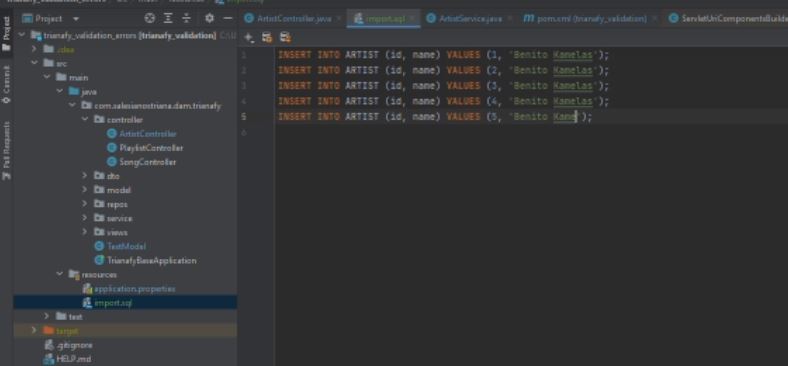 trianafy_validation_errors
Project
ArtistController.java
import.sql
ArtistService.java
pom.xml (trianafy_validation)
ServletUriComponentsBuilde
Project
Commit
Pull Requests
trianafy_validation_errors [trianafy_validation]
.idea
src
main
java
com.salesianostriana.dam.trianafy
controller
ArtistController
PlaylistController
SongController
dto
model
repos
service
views
TestModel
TrianafyBaseApplication
resources
application.properties
import.sql
test
target
.gitignore
HELP.md
1 INSERT INTO ARTIST (id, name) VALUES (1, 'Benito Kamelas');
2 INSERT INTO ARTIST (id, name) VALUES (2, 'Benito Kamelas');
3 INSERT INTO ARTIST (id, name) VALUES (3, 'Benito Kamelas');
4 INSERT INTO ARTIST (id, name) VALUES (4, 'Benito Kamelas');
5 INSERT INTO ARTIST (id, name) VALUES (5, 'Benito Kame');
6